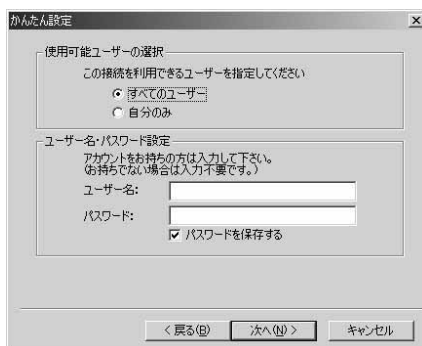 かんたん設定
使用可能ユーザーの選択
この接続を利用できるユーザーを指定してください
すべてのユーザー
自分のみ
ユーザー名・パスワード設定
アカウントをお持ちの方は入力して下さい。
(お持ちでない場合は入力不要です。)
ユーザー名:
パスワード:
パスワードを保存する
< 戻る(B)
次へ(N) >
キャンセル